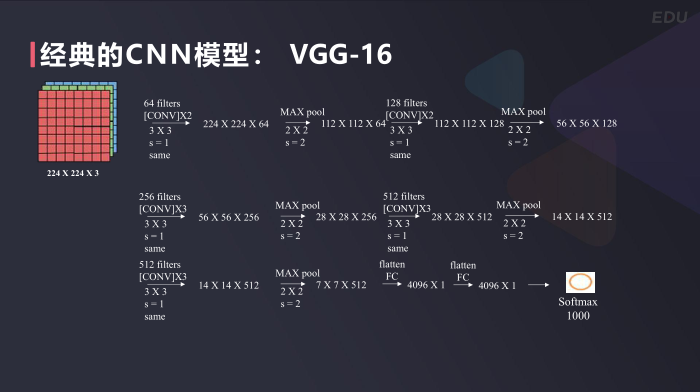 EDU
经典的CNN模型： VGG-16
64 filters
[CONV]X2
3 X 3
s = 1
same
224 X 224 X 64
MAX pool
2 X 2
s = 2
112 X 112 X 64
128 filters
[CONV]X2
3 X 3
s = 1
same
112 X 112 X 128
MAX pool
2 X 2
s = 2
56 X 56 X 128
224 X 224 X 3
256 filters
[CONV]X3
3 X 3
s = 1
same
56 X 56 X 256
MAX pool
2 X 2
s = 2
28 X 28 X 256
512 filters
[CONV]X3
3 X 3
s = 1
same
28 X 28 X 512
MAX pool
2 X 2
s = 2
14 X 14 X 512
512 filters
[CONV]X3
3 X 3
s = 1
same
14 X 14 X 512
MAX pool
2 X 2
s = 2
7 X 7 X 512
flatten
FC
4096 X 1
flatten
FC
4096 X 1
Softmax
1000